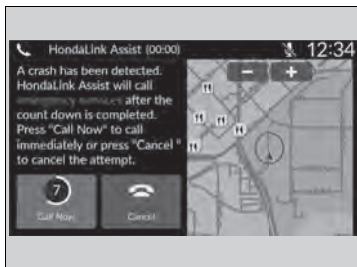 HondaLink Assist (00:00)
12:34
A crash has been detected.
HondaLink Assist will call
after the
count down is completed.
Press "Call Now" to call
immediately or press "Cancel "
to cancel the attempt.
- +
7
Call Now
Cancel